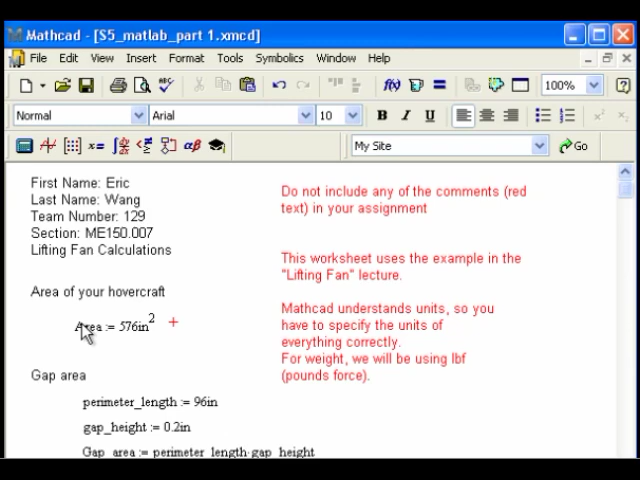 Mathcad - [S5_matlab_part 1.xmcd]
File Edit View Insert Format Tools Symbolics Window Help
100%
Normal Arial 10 B I U
My Site Go
First Name: Eric
Last Name: Wang
Team Number: 129
Section: ME150.007
Lifting Fan Calculations
Area of your hovercraft
Area := 576in²
Gap area
perimeter_length := 96in
gap_height := 0.2in
Gap_area := perimeter_length·gap_height
Do not include any of the comments (red
text) in your assignment
This worksheet uses the example in the
"Lifting Fan" lecture.
Mathcad understands units, so you
have to specify the units of
everything correctly.
For weight, we will be using lbf
(pounds force).